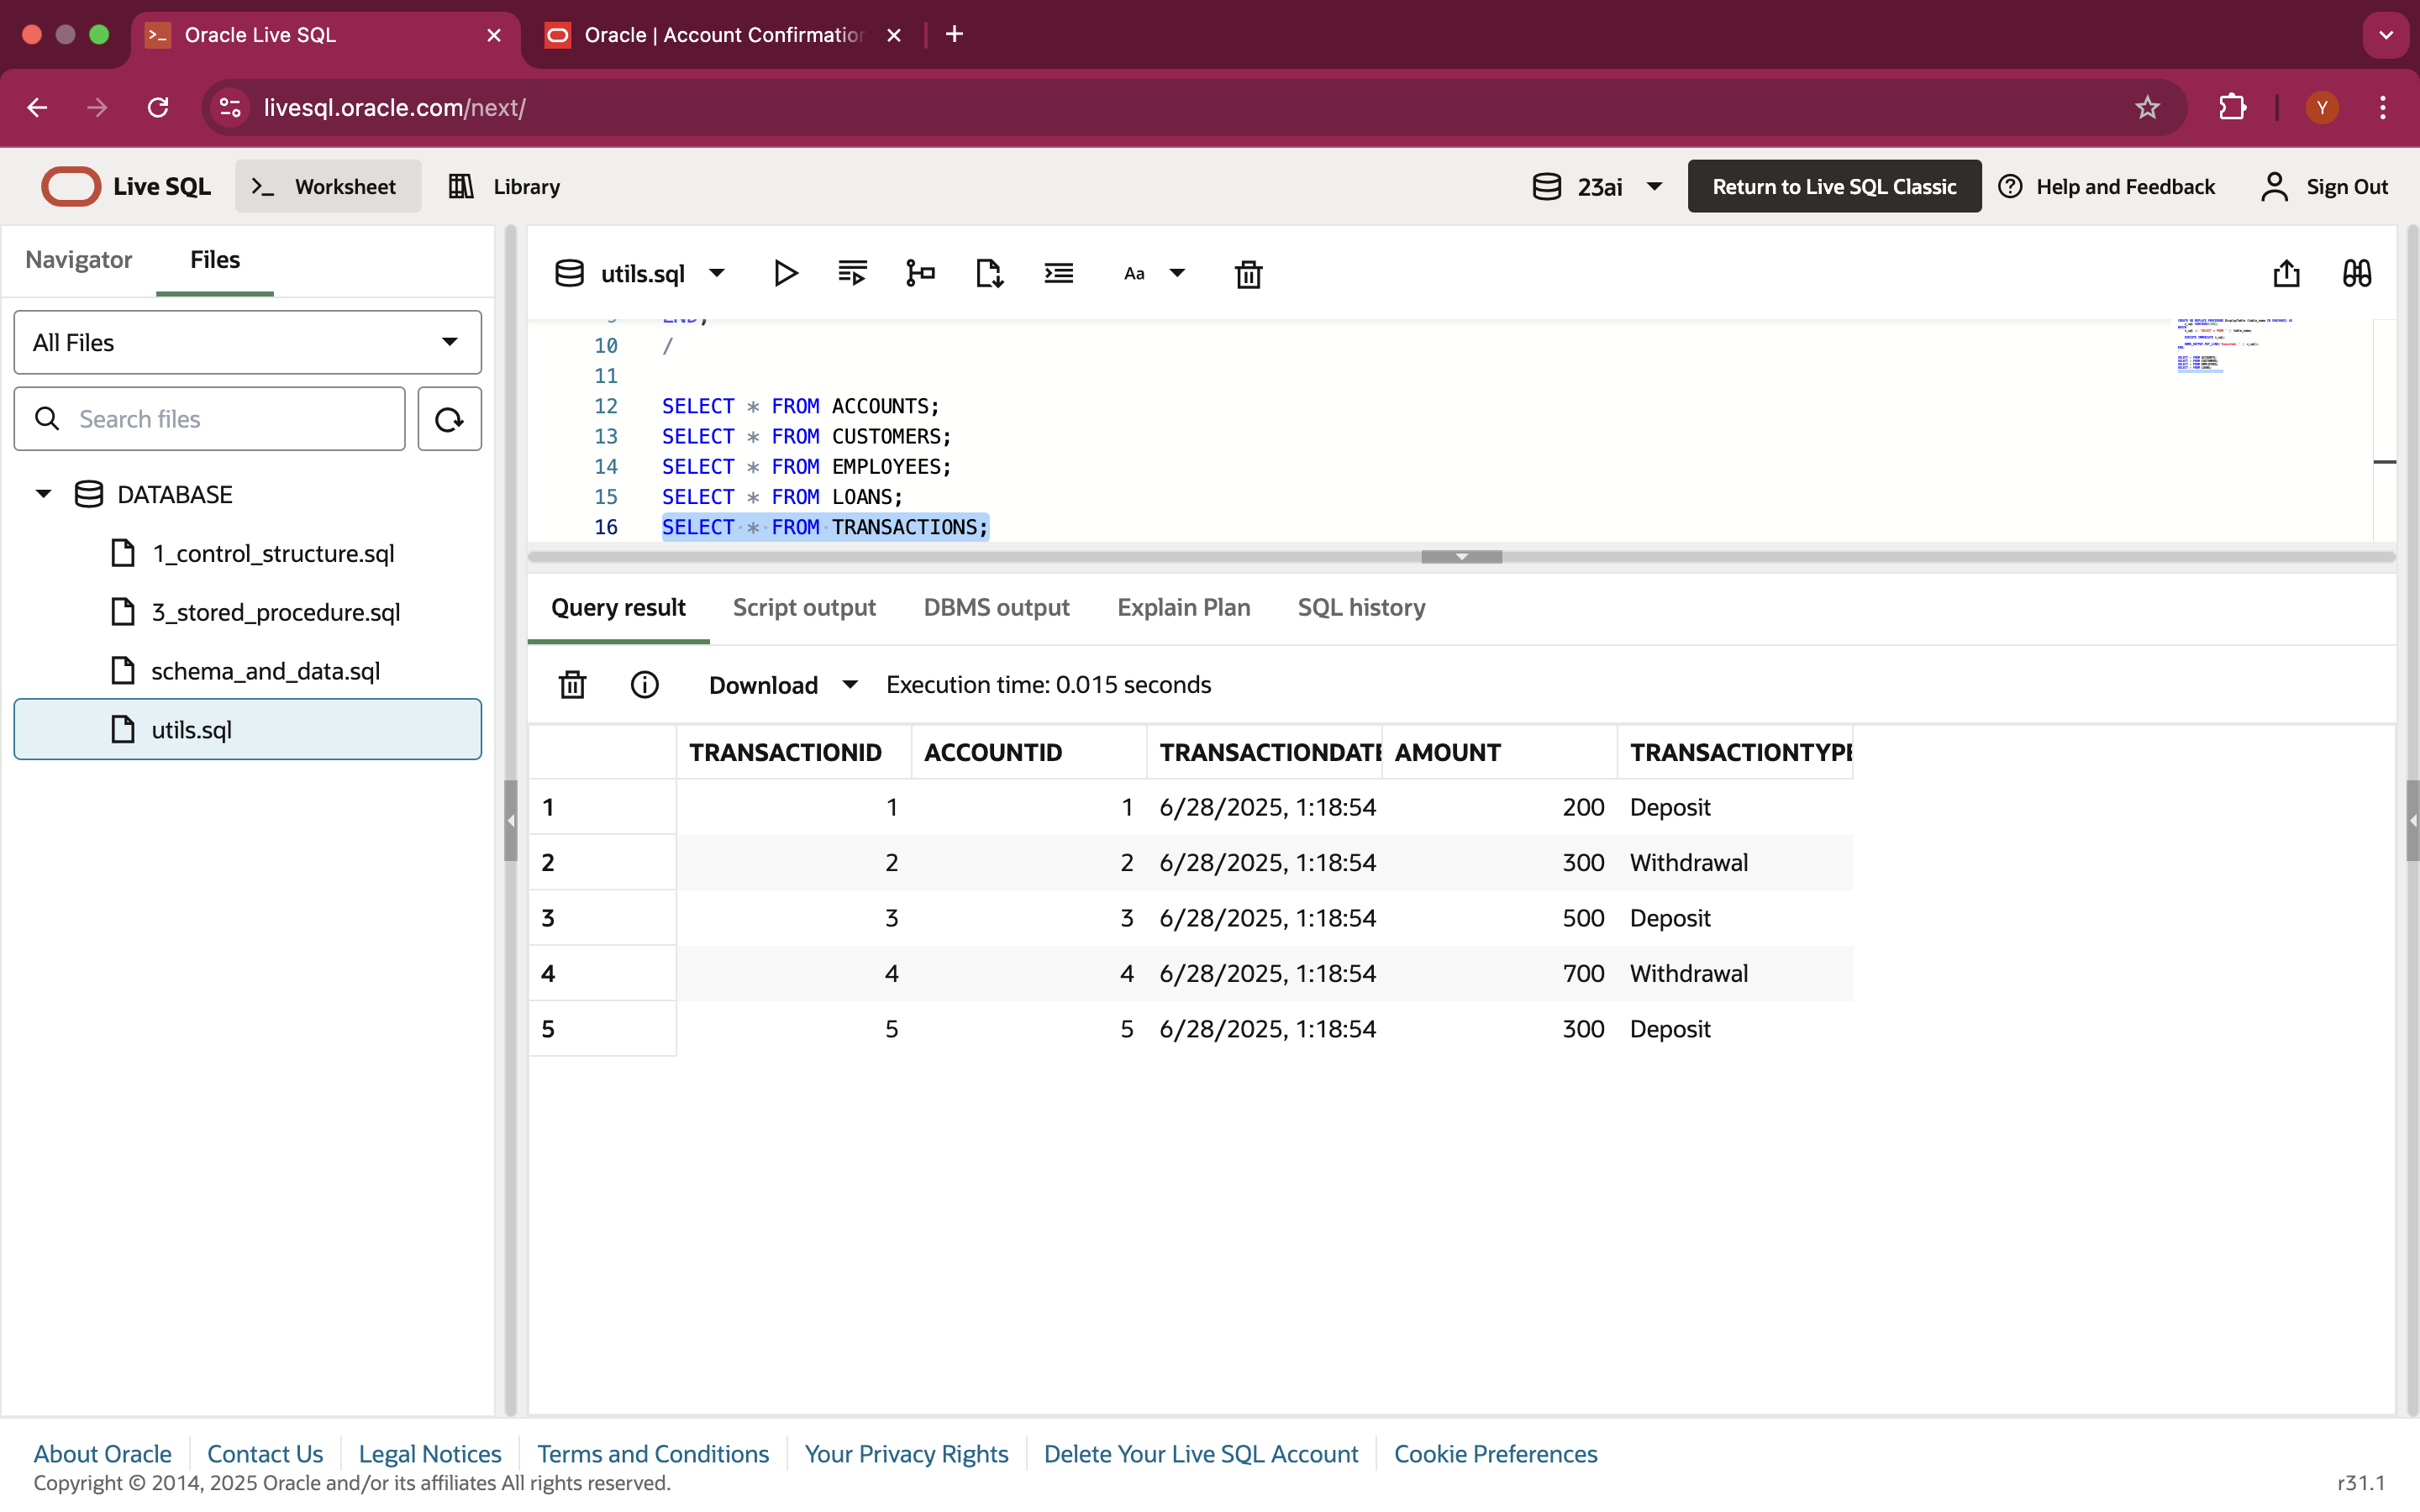 Oracle Live SQL
Oracle | Account Confirmation
livesql.oracle.com/next/
Y
Live SQL
Worksheet
Library
23ai
Return to Live SQL Classic
Help and Feedback
Sign Out
Navigator
Files
All Files
Search files
DATABASE
1_control_structure.sql
3_stored_procedure.sql
schema_and_data.sql
utils.sql
utils.sql
Aa
9 END;
10 /
11
12 SELECT * FROM ACCOUNTS;
13 SELECT * FROM CUSTOMERS;
14 SELECT * FROM EMPLOYEES;
15 SELECT * FROM LOANS;
16 SELECT * FROM TRANSACTIONS;
Query result Script output DBMS output Explain Plan SQL history
Download Execution time: 0.015 seconds
TRANSACTIONID ACCOUNTID TRANSACTIONDATE AMOUNT TRANSACTIONTYPE
1 1 1 6/28/2025, 1:18:54 200 Deposit
2 2 2 6/28/2025, 1:18:54 300 Withdrawal
3 3 3 6/28/2025, 1:18:54 500 Deposit
4 4 4 6/28/2025, 1:18:54 700 Withdrawal
5 5 5 6/28/2025, 1:18:54 300 Deposit
About Oracle Contact Us Legal Notices Terms and Conditions Your Privacy Rights Delete Your Live SQL Account Cookie Preferences
Copyright © 2014, 2025 Oracle and/or its affiliates All rights reserved.
r31.1